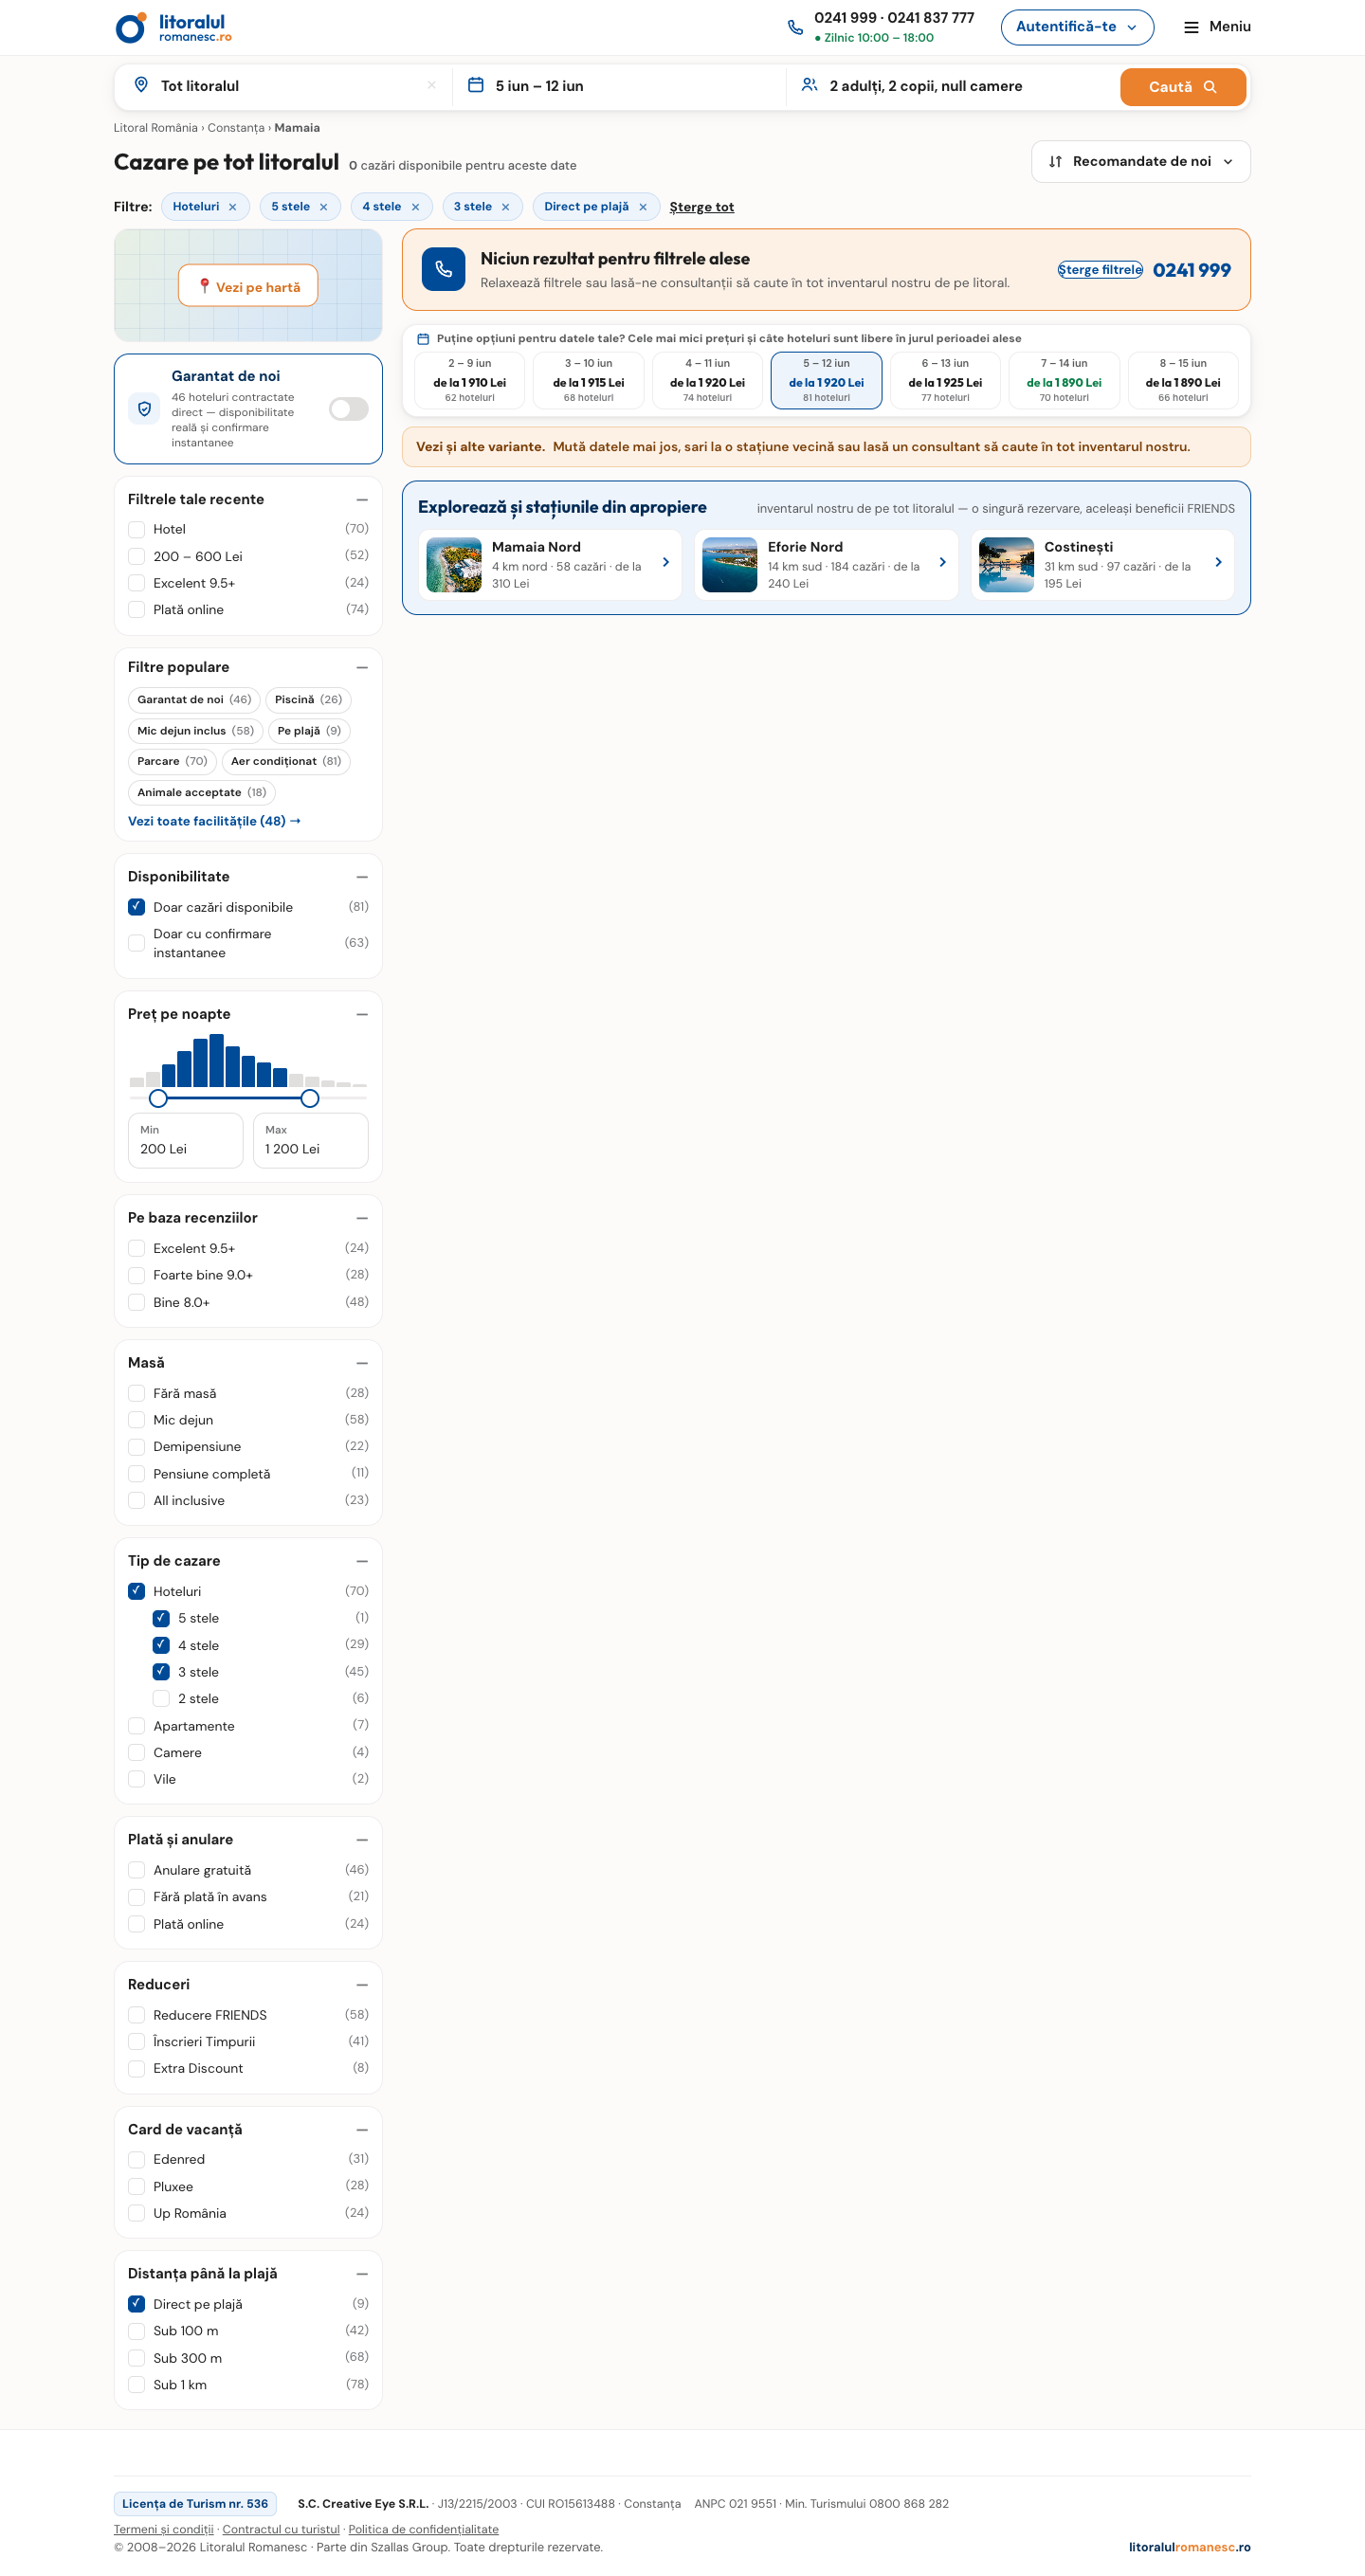 litoralul
romanesc.ro
0241 999 · 0241 837 777
● Zilnic 10:00 – 18:00
Autentifică-te
Meniu
Tot litoralul
5 iun – 12 iun
2 adulți, 2 copii, null camere
Caută
Litoral România › Constanța › Mamaia
Cazare pe tot litoralul 0 cazări disponibile pentru aceste date
Recomandate de noi
Filtre: Hoteluri × 5 stele × 4 stele × 3 stele × Direct pe plajă × Șterge tot
Vezi pe hartă
Garantat de noi
46 hoteluri contractate
direct — disponibilitate
reală și confirmare
instantanee
Filtrele tale recente
Hotel (70)
200 – 600 Lei (52)
Excelent 9.5+ (24)
Plată online (74)
Filtre populare
Garantat de noi (46) Piscină (26)
Mic dejun inclus (58) Pe plajă (9)
Parcare (70) Aer condiționat (81)
Animale acceptate (18)
Vezi toate facilitățile (48) →
Disponibilitate
Doar cazări disponibile (81)
Doar cu confirmare
instantanee (63)
Preț pe noapte
Min
200 Lei
Max
1 200 Lei
Pe baza recenziilor
Excelent 9.5+ (24)
Foarte bine 9.0+ (28)
Bine 8.0+ (48)
Masă
Fără masă (28)
Mic dejun (58)
Demipensiune (22)
Pensiune completă (11)
All inclusive (23)
Tip de cazare
Hoteluri (70)
5 stele (1)
4 stele (29)
3 stele (45)
2 stele (6)
Apartamente (7)
Camere (4)
Vile (2)
Plată și anulare
Anulare gratuită (46)
Fără plată în avans (21)
Plată online (24)
Reduceri
Reducere FRIENDS (58)
Înscrieri Timpurii (41)
Extra Discount (8)
Card de vacanță
Edenred (31)
Pluxee (28)
Up România (24)
Distanța până la plajă
Direct pe plajă (9)
Sub 100 m (42)
Sub 300 m (68)
Sub 1 km (78)
Niciun rezultat pentru filtrele alese
Relaxează filtrele sau lasă-ne consultanții să caute în tot inventarul nostru de pe litoral.
Șterge filtrele
0241 999
Puține opțiuni pentru datele tale? Cele mai mici prețuri și câte hoteluri sunt libere în jurul perioadei alese
2 – 9 iun
de la 1 910 Lei
62 hoteluri
3 – 10 iun
de la 1 915 Lei
68 hoteluri
4 – 11 iun
de la 1 920 Lei
74 hoteluri
5 – 12 iun
de la 1 920 Lei
81 hoteluri
6 – 13 iun
de la 1 925 Lei
77 hoteluri
7 – 14 iun
de la 1 890 Lei
70 hoteluri
8 – 15 iun
de la 1 890 Lei
66 hoteluri
Vezi și alte variante. Mută datele mai jos, sari la o stațiune vecină sau lasă un consultant să caute în tot inventarul nostru.
Explorează și stațiunile din apropiere
inventarul nostru de pe tot litoralul — o singură rezervare, aceleași beneficii FRIENDS
Mamaia Nord
4 km nord · 58 cazări · de la
310 Lei
Eforie Nord
14 km sud · 184 cazări · de la
240 Lei
Costinești
31 km sud · 97 cazări · de la
195 Lei
Licența de Turism nr. 536
S.C. Creative Eye S.R.L. · J13/2215/2003 · CUI RO15613488 · Constanța
ANPC 021 9551 · Min. Turismului 0800 868 282
Termeni și condiții · Contractul cu turistul · Politica de confidențialitate
© 2008–2026 Litoralul Romanesc · Parte din Szallas Group. Toate drepturile rezervate.
litoralulromanesc.ro